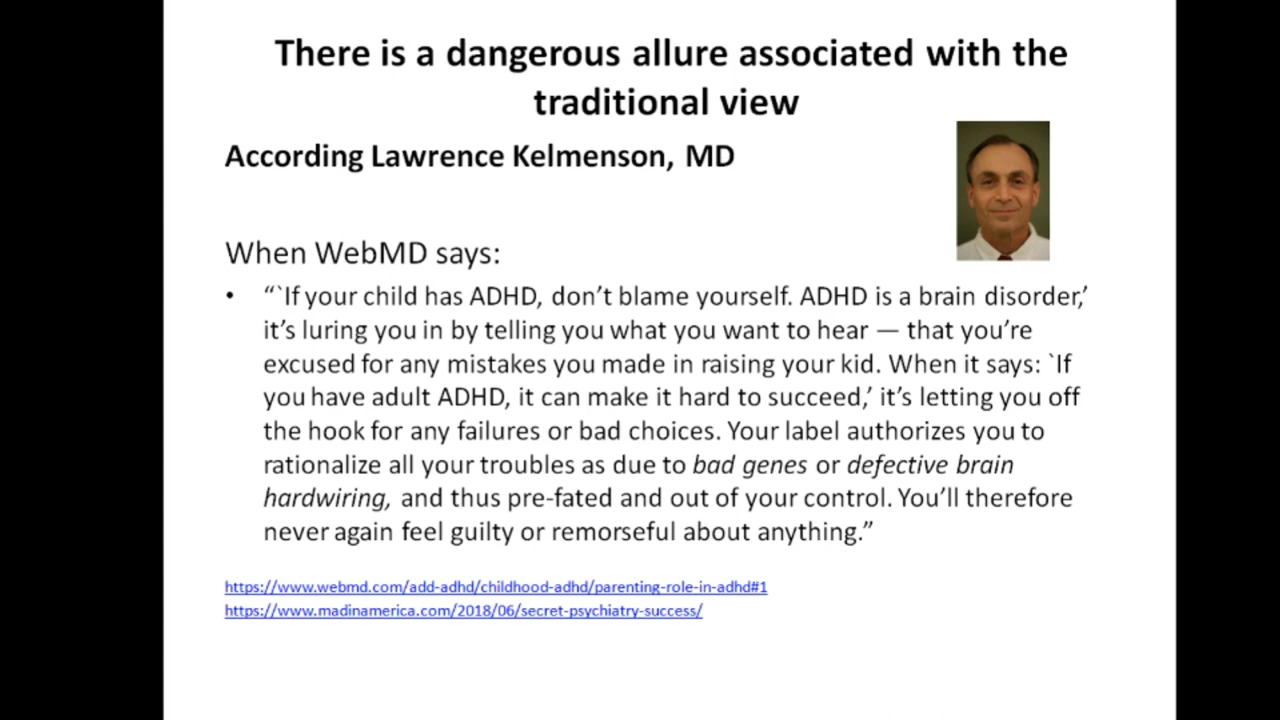 There is a dangerous allure associated with the
traditional view
According Lawrence Kelmenson, MD
When WebMD says:
• “`If your child has ADHD, don’t blame yourself. ADHD is a brain disorder,’
it’s luring you in by telling you what you want to hear — that you’re
excused for any mistakes you made in raising your kid. When it says: `If
you have adult ADHD, it can make it hard to succeed,’ it’s letting you off
the hook for any failures or bad choices. Your label authorizes you to
rationalize all your troubles as due to bad genes or defective brain
hardwiring, and thus pre-fated and out of your control. You’ll therefore
never again feel guilty or remorseful about anything.”
https://www.webmd.com/add-adhd/childhood-adhd/parenting-role-in-adhd#1
https://www.madinamerica.com/2018/06/secret-psychiatry-success/